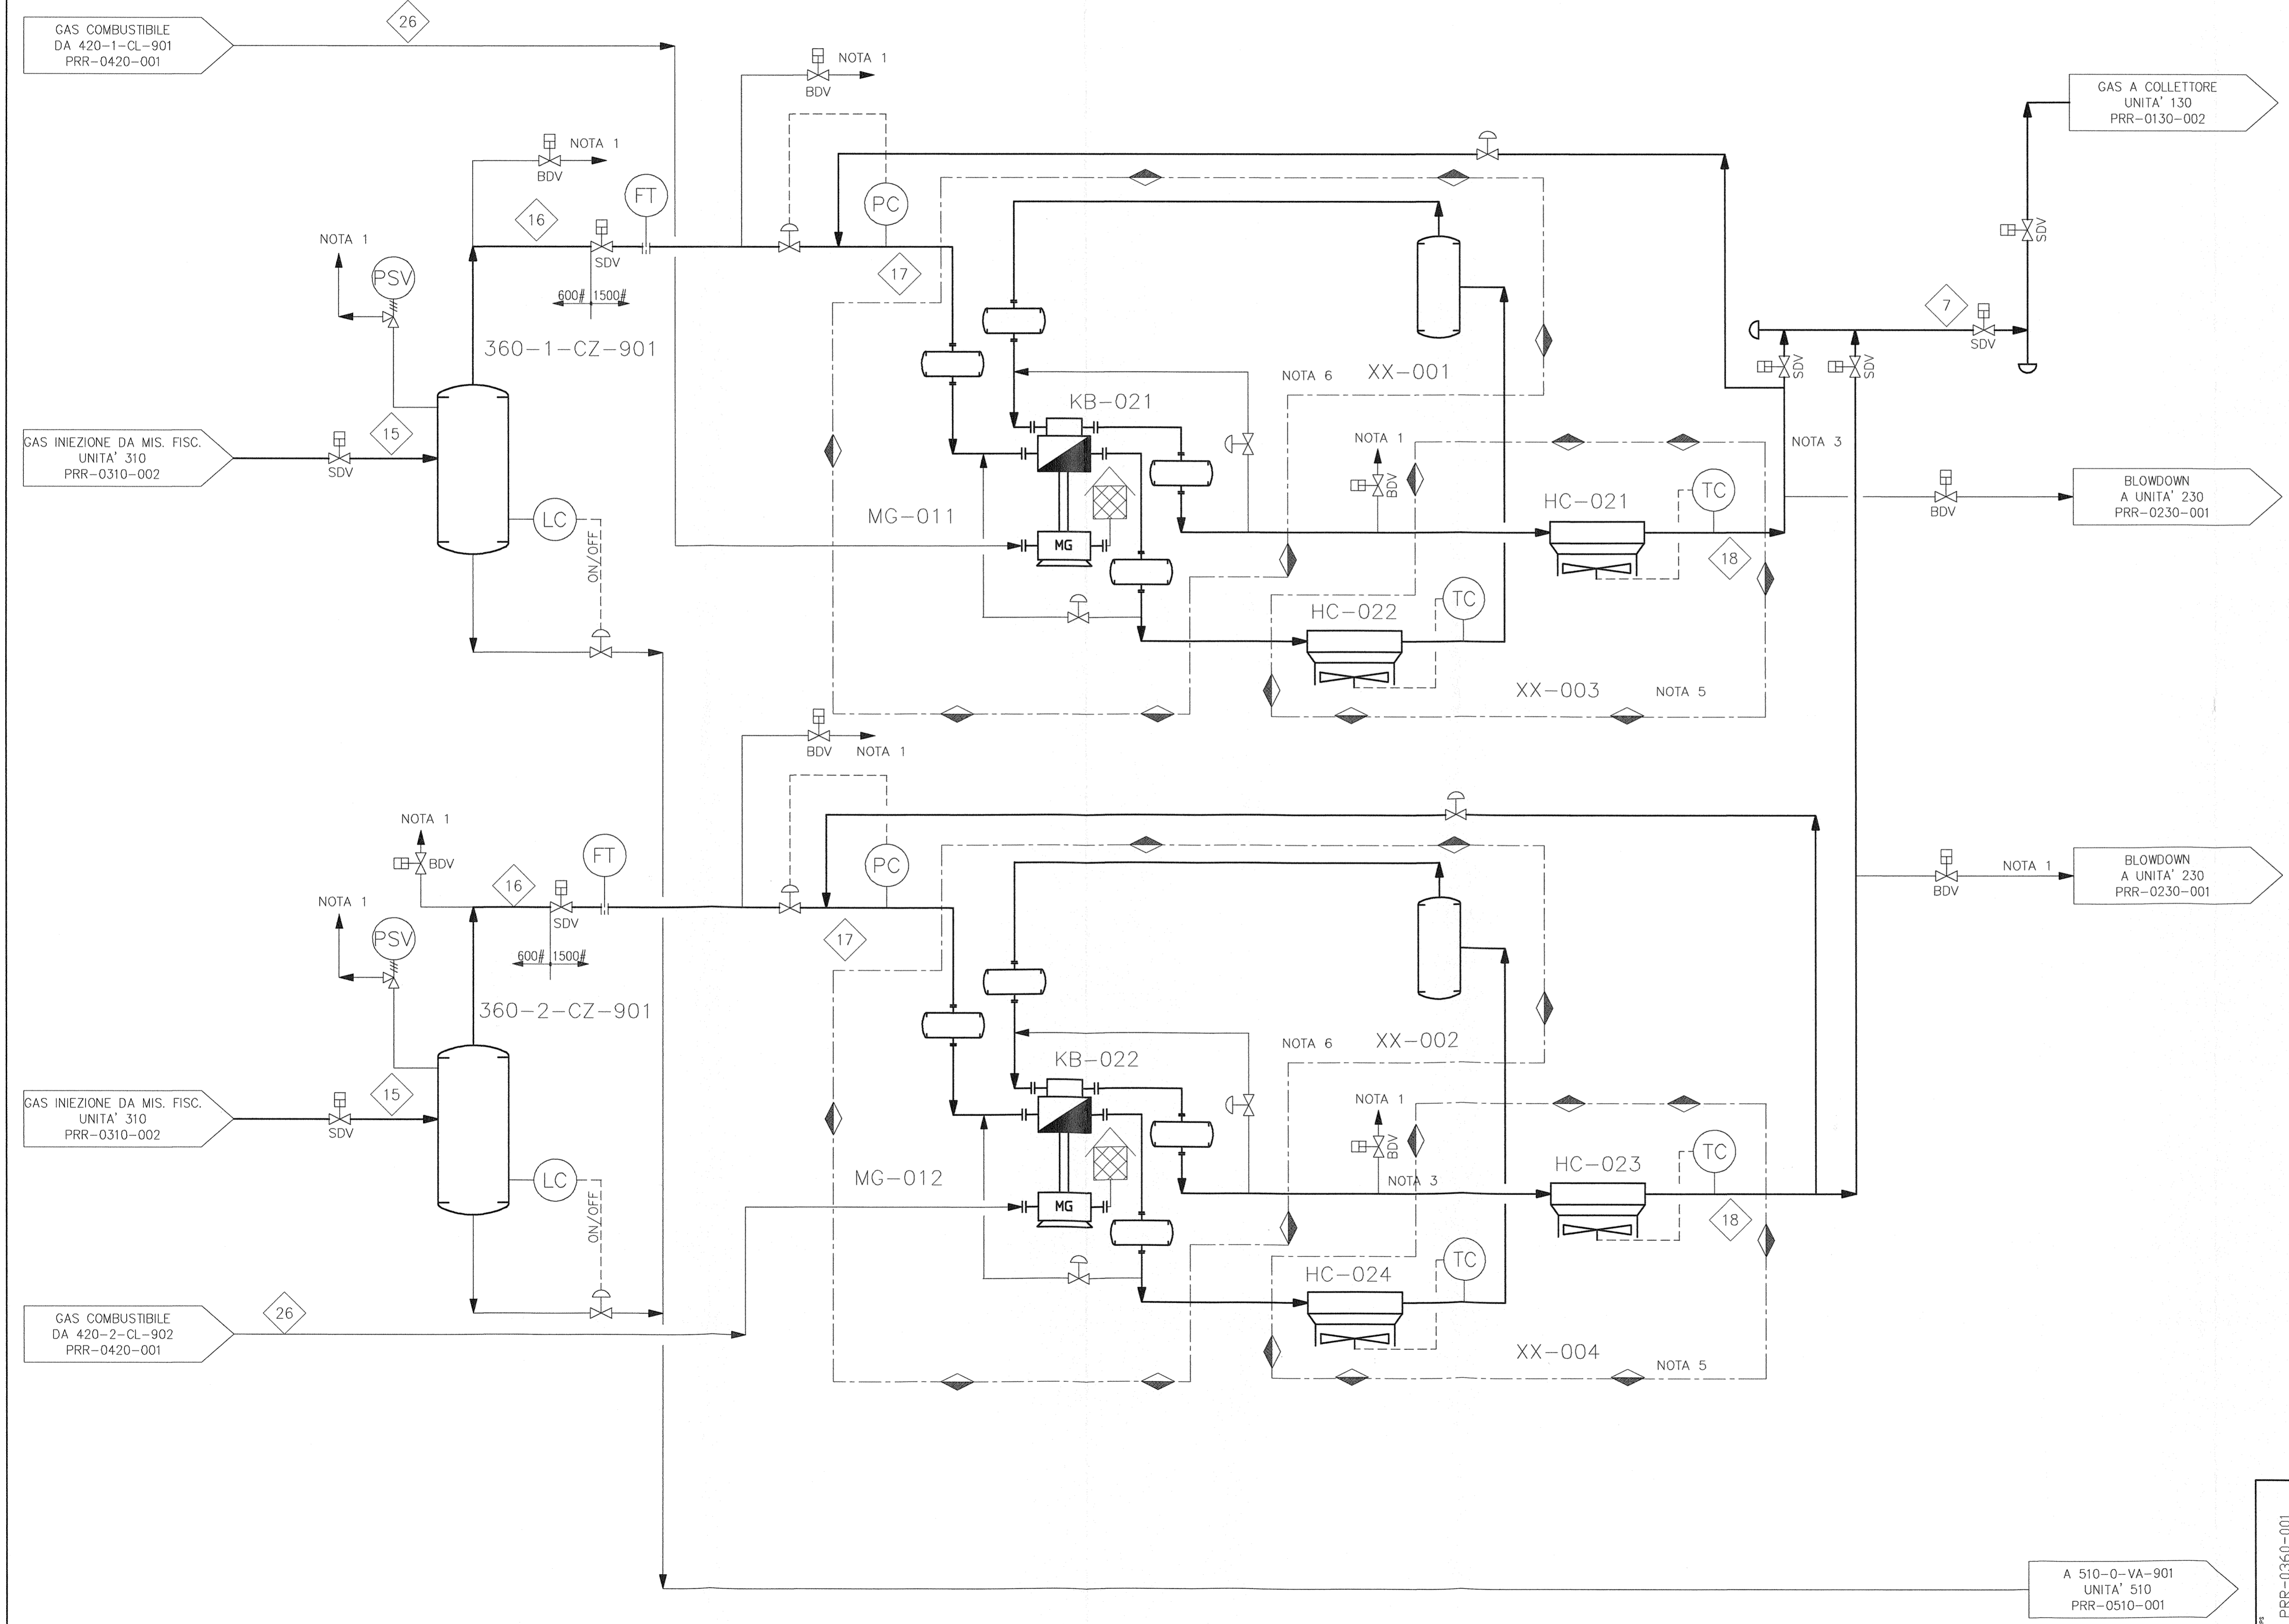 26
GAS COMBUSTIBILE
DA 420-1-CL-901
PRR-0420-001
NOTA 1
BDV
GAS A COLLETTORE
UNITA' 130
PRR-0130-002
NOTA 1
BDV
FT
PC
16
SDV
17
NOTA 1
PSV
600# 1500#
SDV
7
SDV
360-1-CZ-901
SDV
SDV
NOTA 6
XX-001
KB-021
15
GAS INIEZIONE DA MIS. FISC.
UNITA' 310
PRR-0310-002
SDV
NOTA 1
BDV
NOTA 3
TC
HC-021
BLOWDOWN
A UNITA' 230
PRR-0230-001
BDV
LC
MG-011
MG
18
ON/OFF
HC-022
TC
XX-003
NOTA 5
BDV
NOTA 1
NOTA 1
BDV
FT
PC
16
SDV
17
NOTA 1
PSV
600# 1500#
BDV
NOTA 1
BLOWDOWN
A UNITA' 230
PRR-0230-001
360-2-CZ-901
NOTA 6
XX-002
KB-022
15
GAS INIEZIONE DA MIS. FISC.
UNITA' 310
PRR-0310-002
SDV
NOTA 1
BDV
TC
HC-023
LC
MG-012
NOTA 3
MG
18
ON/OFF
HC-024
TC
26
GAS COMBUSTIBILE
DA 420-2-CL-902
PRR-0420-001
XX-004
NOTA 5
A 510-0-VA-901
UNITA' 510
PRR-0510-001
PRR-0360-001